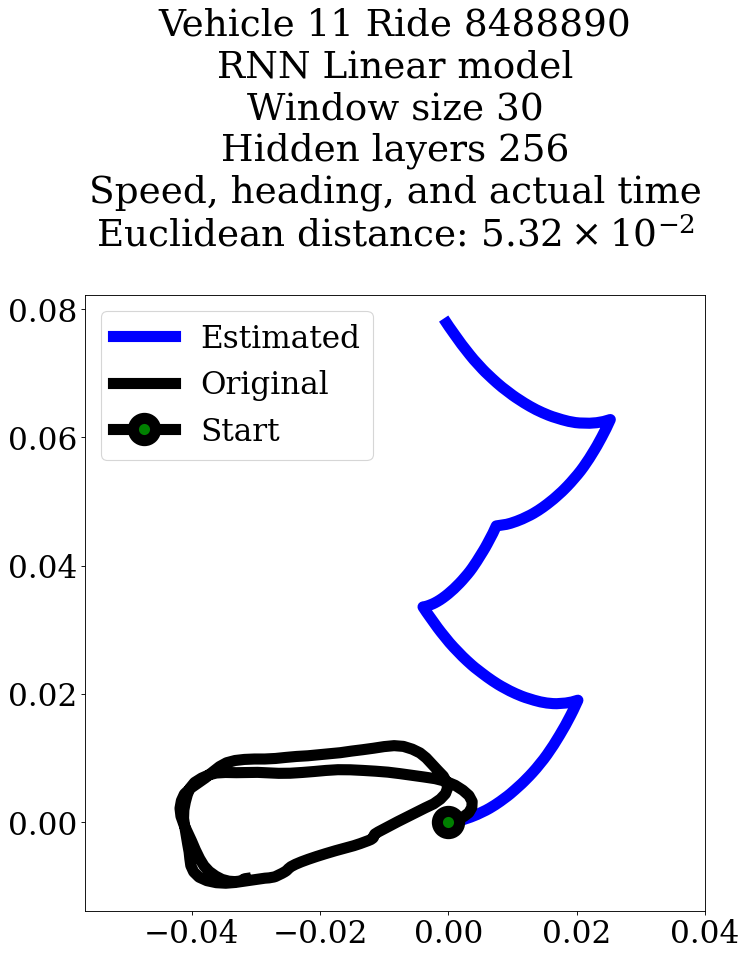 Vehicle 11 Ride 8488890
RNN Linear model
Window size 30
Hidden layers 256
Speed, heading, and actual time
Euclidean distance: 5.32 × 10⁻²
Estimated
Original
Start
0.08
0.06
0.04
0.02
0.00
−0.04 −0.02 0.00 0.02 0.04